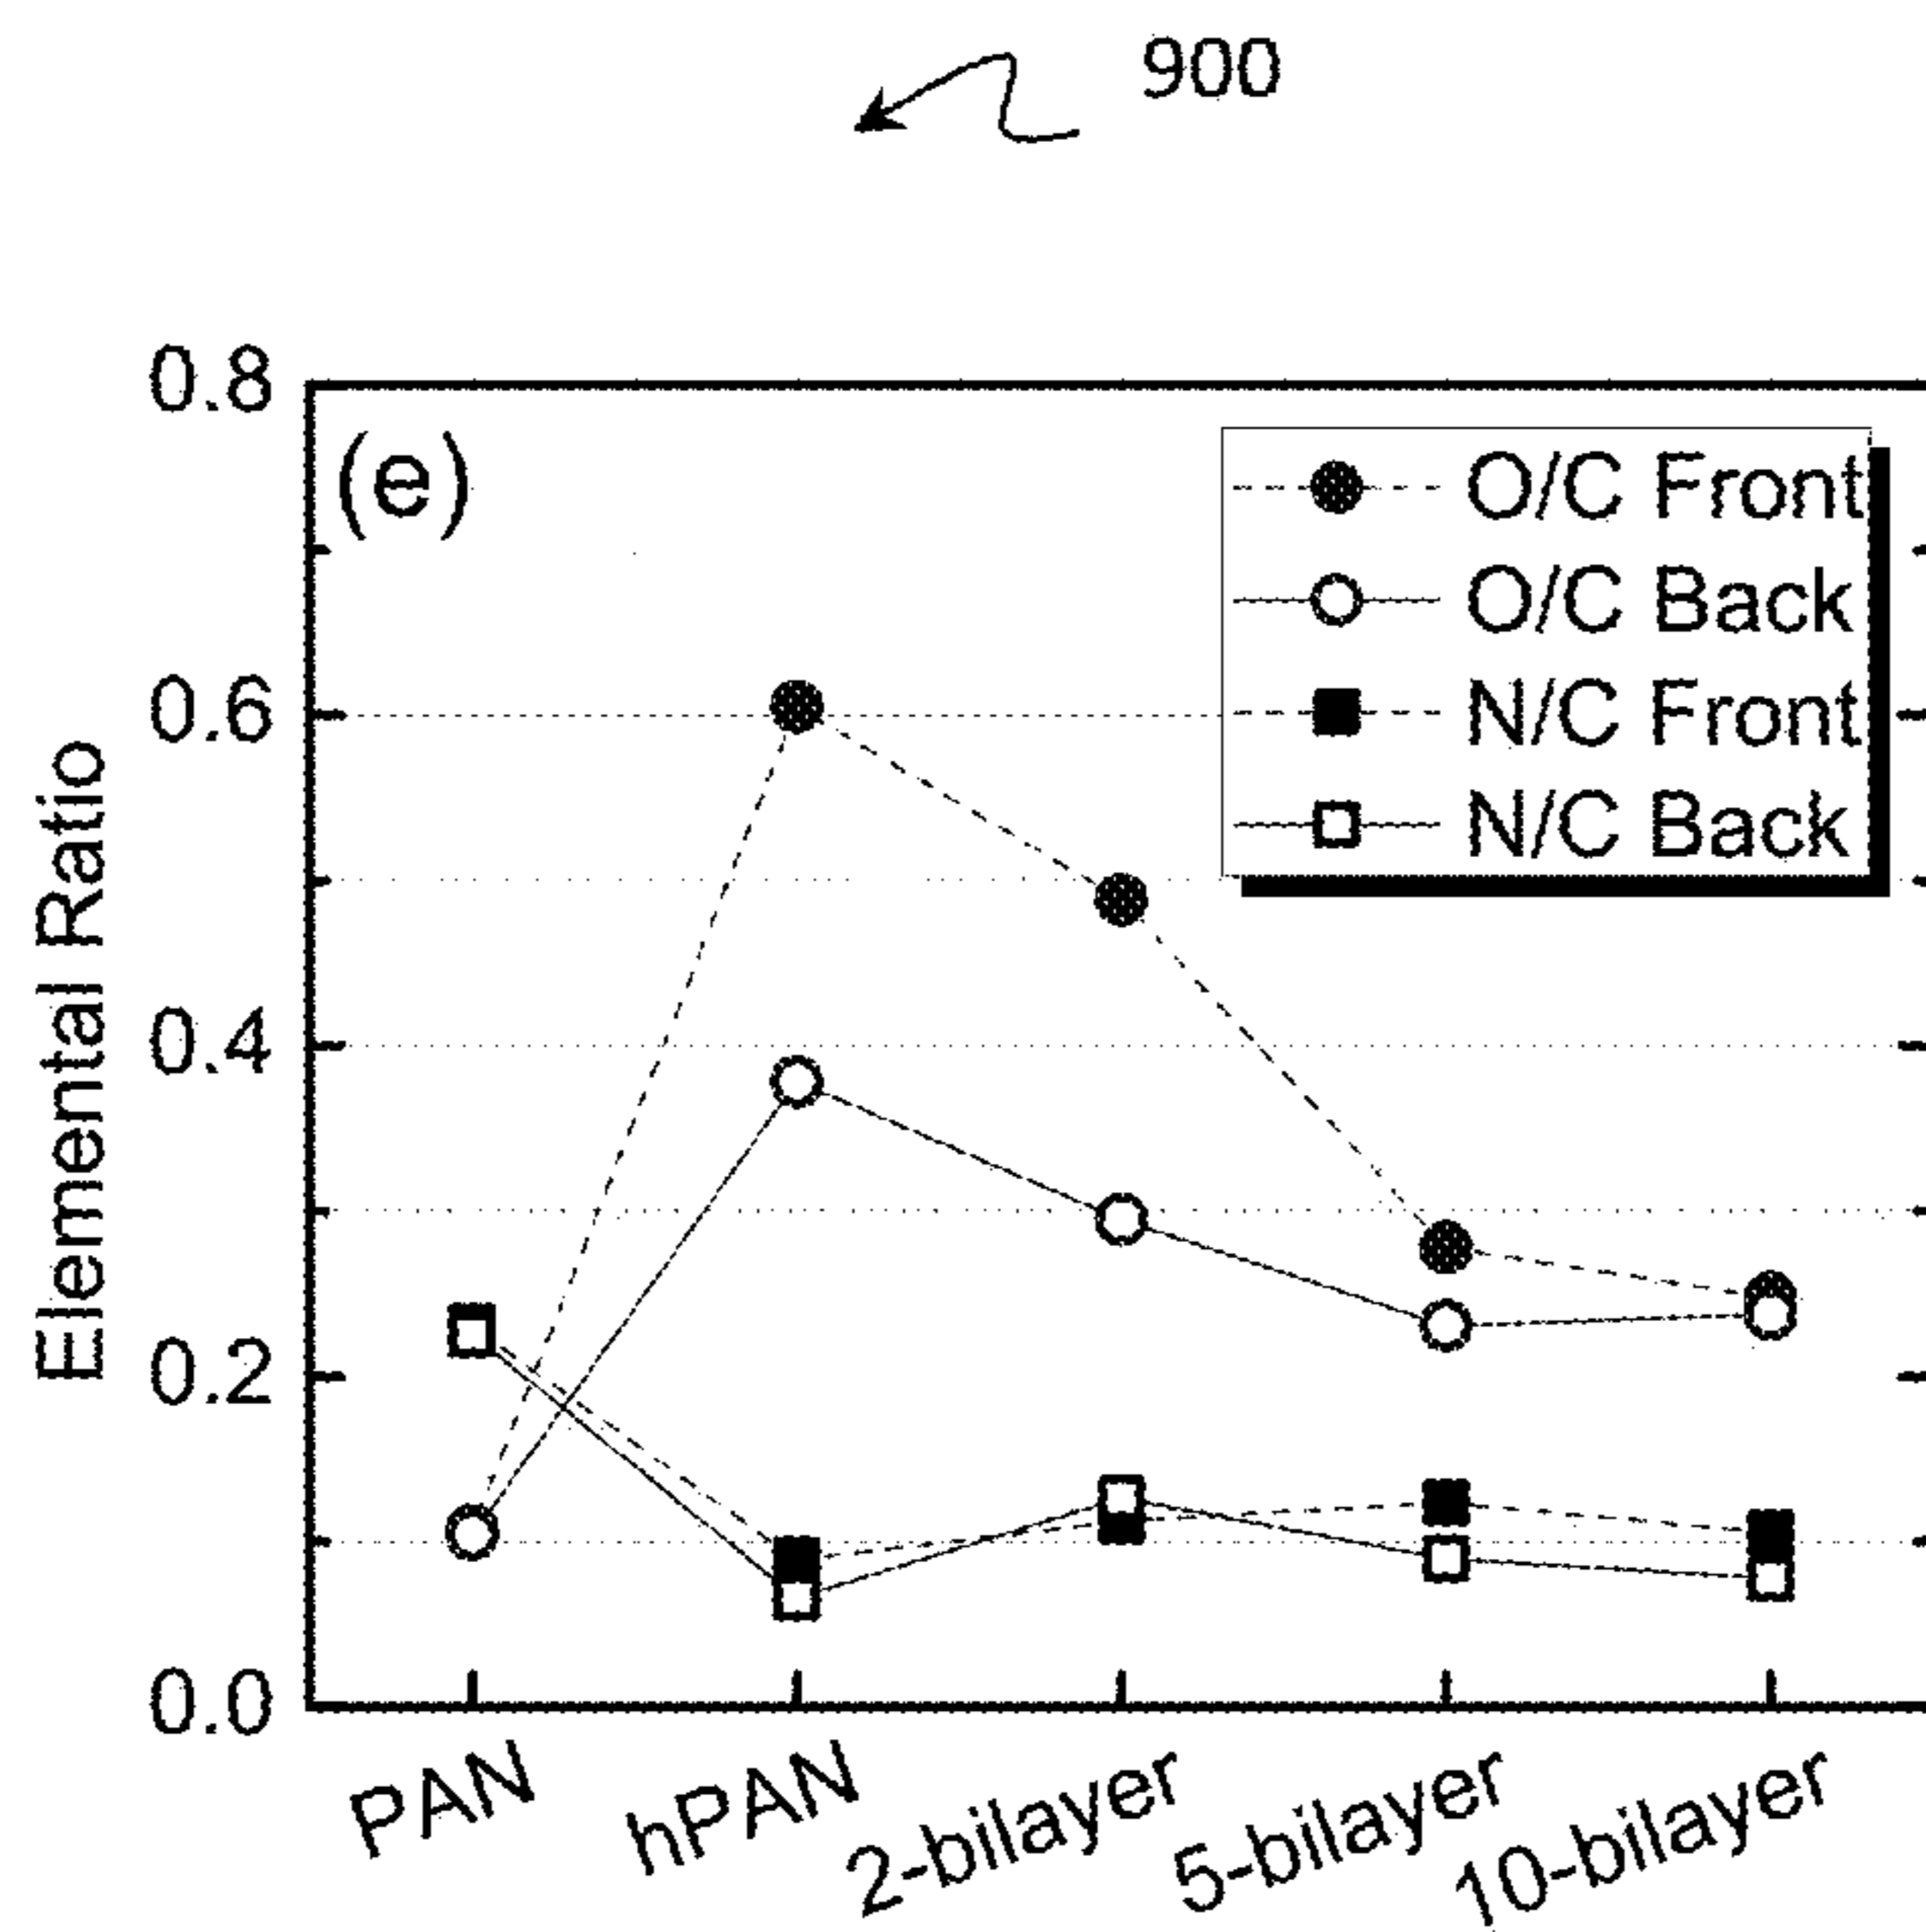 900
0.8
(e)
O/C Front
O/C Back
N/C Front
N/C Back
0.6
0.4
0.2
0.0
Elemental Ratio
PAN
hPAN
2-bilayer
5-bilayer
10-bilayer